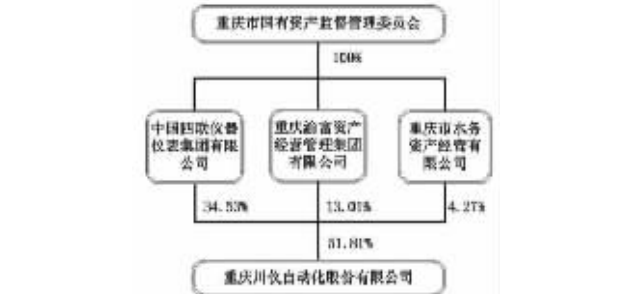 重庆市国有资产监督管理委员会
100%
中国四联仪器
仪表集团有限
公司
重庆渝富资产
经营管理集团
有限公司
重庆市水务
资产经营有
限公司
34.53%
13.01%
4.27%
51.81%
重庆川仪自动化股份有限公司